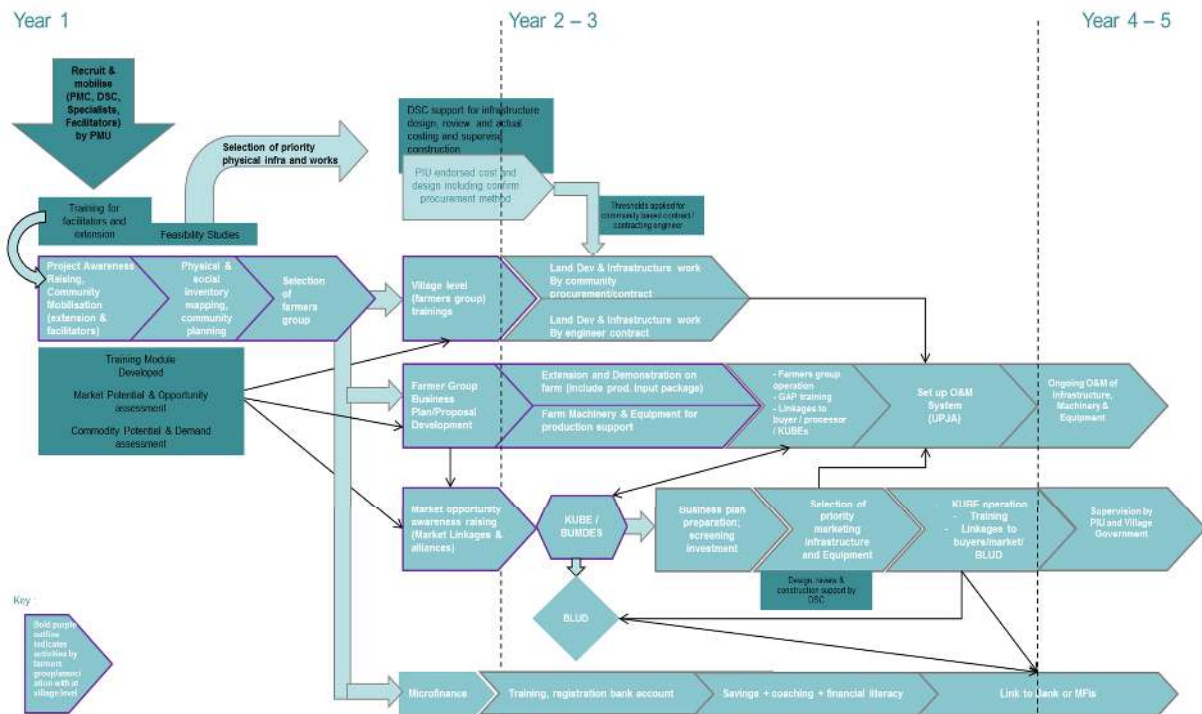 Year 1
Year 2 – 3
Year 4 – 5
Recruit &
mobilise
(PMC, DSC,
Specialists,
Facilitators)
by PMU
Selection of priority
physical infra and works
DSC support for infrastructure
design, review and actual
costing and supervise
construction
PIU endorsed cost and
design including confirm
procurement method
Thresholds applied for
community based contract /
contracting engineer
Training for
facilitators and
extension
Feasibility Studies
Project Awareness
Raising,
Community
Mobilisation
(extension &
facilitators)
Physical &
social
inventory
mapping,
community
planning
Selection
of
farmers
group
Village level
(farmers group)
trainings
Land Dev & Infrastructure work
By community
procurement/contract
Land Dev & Infrastructure work
By engineer contract
Training Module
Developed
Market Potential & Opportunity
assessment
Commodity Potential & Demand
assessment
Farmer Group
Business
Plan/Proposal
Development
Extension and Demonstration on
farm (include prod. input package)
Farm Machinery & Equipment for
production support
- Farmers group
operation
- GAP training
- Linkages to
buyer / processor
/ KUBEs
Set up O&M
System
(UPJA)
Ongoing O&M of
Infrastructure,
Machinery &
Equipment
Market opportunity
awareness raising
(Market Linkages &
alliances)
KUBE /
BUMDES
Business plan
preparation;
screening
investment
Selection of
priority
marketing
infrastructure
and Equipment
- KUBE operation
- Training
- Linkages to
buyers/market/
BLUD
Supervision by
PIU and Village
Government
Design, review &
construction support by
DSC
BLUD
Key :
Bold purple
outline
indicates
activities by
farmers
group/associ
ation with at
village level
Microfinance
Training, registration bank account
Savings + coaching + financial literacy
Link to Bank or MFIs